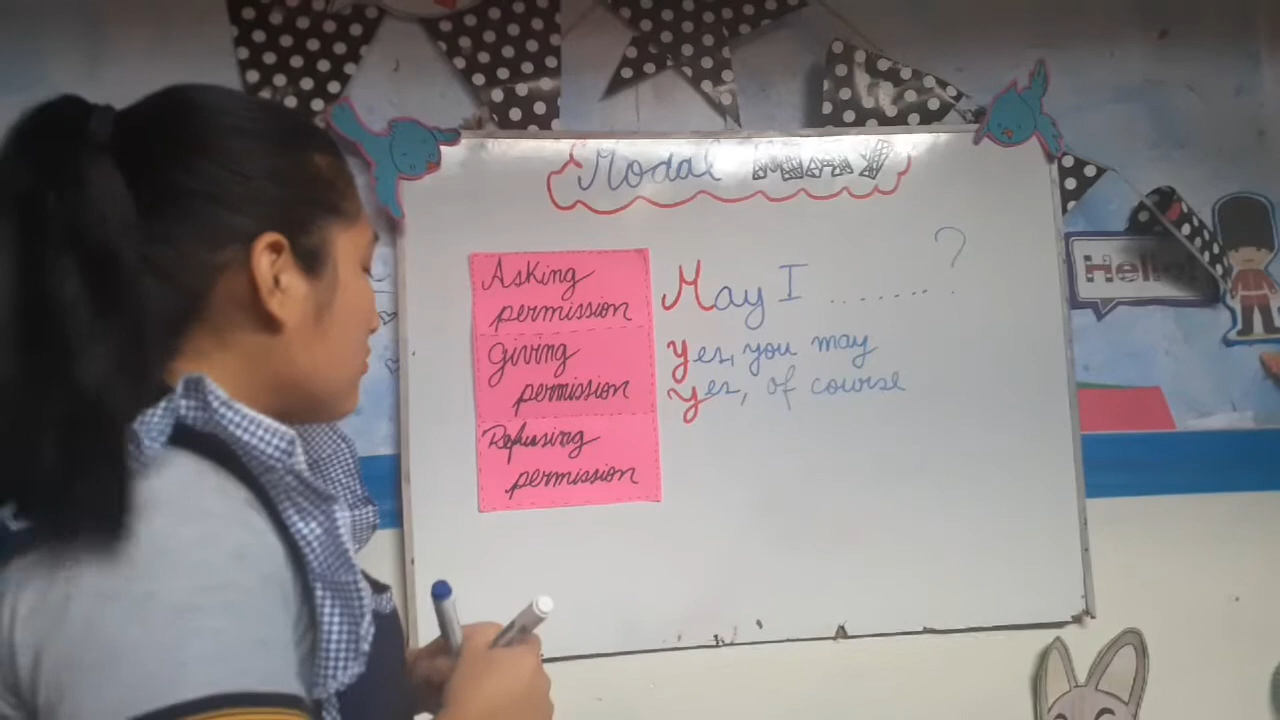 Modal MAY
Asking
permission
May I ........ ?
Giving
permission
Yes, you may
Yes, of course
Refusing
permission
Hello!